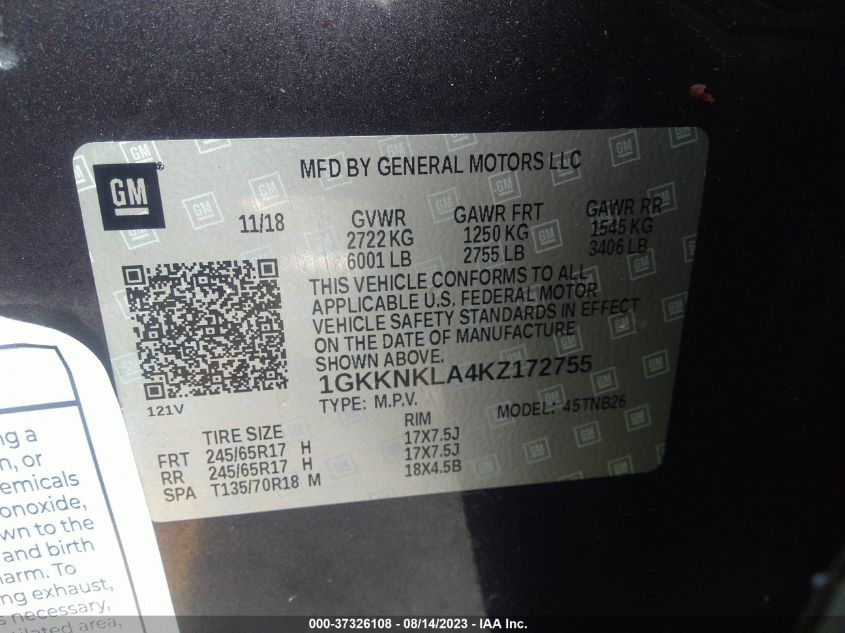 GM
MFD BY GENERAL MOTORS LLC
11/18
GVWR GAWR FRT GAWR RR
2722 KG 1250 KG 1545 KG
6001 LB 2755 LB 3406 LB
THIS VEHICLE CONFORMS TO ALL
APPLICABLE U.S. FEDERAL MOTOR
VEHICLE SAFETY STANDARDS IN EFFECT
ON THE DATE OF MANUFACTURE
SHOWN ABOVE.
1GKKNKLA4KZ172755
121V
TYPE: M.P.V. MODEL: 45TNB26
TIRE SIZE RIM
FRT 245/65R17 H 17X7.5J
RR 245/65R17 H 17X7.5J
SPA T135/70R18 M 18X4.5B
ng a
n, or
emicals
onoxide,
wn to the
and birth
arm. To
ng exhaust,
s necessary,
tilated area,
000-37326108 - 08/14/2023 - IAA Inc.